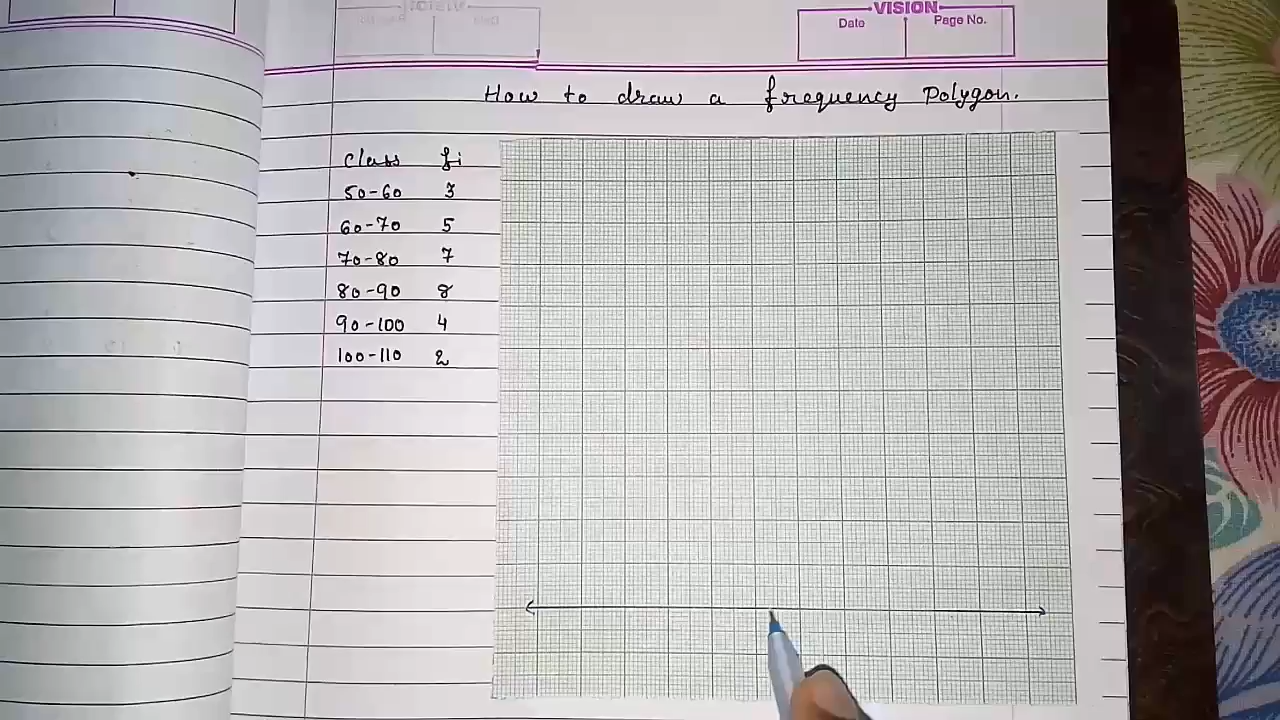 VISION
Date Page No.
How to draw a frequency Polygon.
Class fi
50-60 3
60-70 5
70-80 7
80-90 8
90-100 4
100-110 2